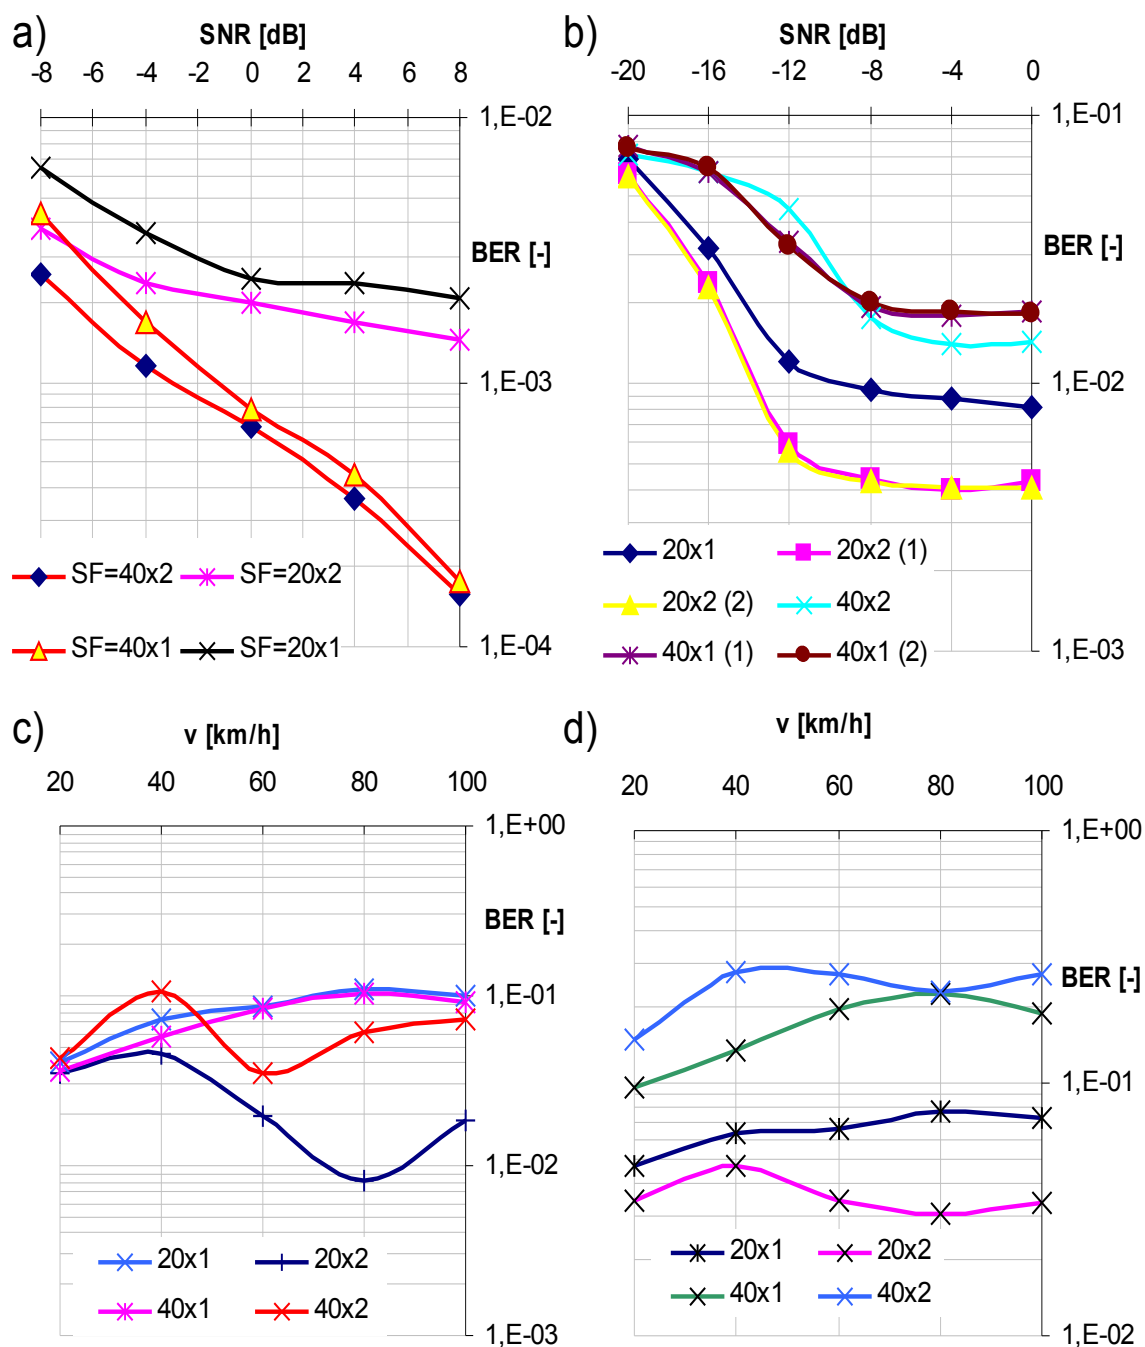 a)
SNR [dB]
-8 -6 -4 -2 0 2 4 6 8
1,E-02
BER [-]
1,E-03
1,E-04
SF=40x2 SF=20x2
SF=40x1 SF=20x1
b)
SNR [dB]
-20 -16 -12 -8 -4 0
1,E-01
BER [-]
1,E-02
1,E-03
20x1 20x2 (1)
20x2 (2) 40x2
40x1 (1) 40x1 (2)
c)
v [km/h]
20 40 60 80 100
1,E+00
BER [-]
1,E-01
1,E-02
1,E-03
20x1 20x2
40x1 40x2
d)
v [km/h]
20 40 60 80 100
1,E+00
BER [-]
1,E-01
1,E-02
20x1 20x2
40x1 40x2